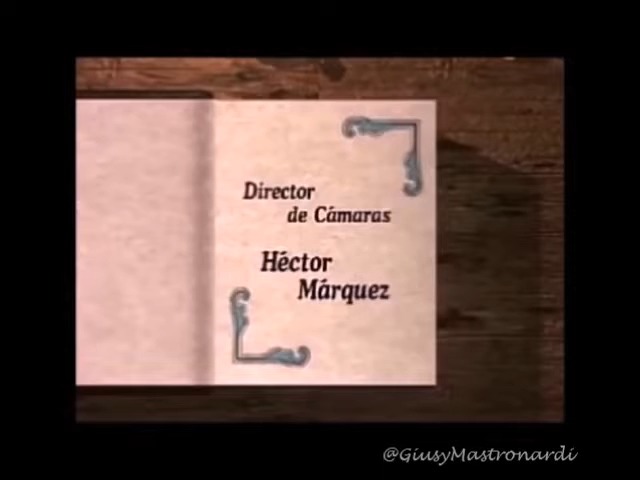 Director
de Cámaras
Héctor
Márquez
@GiusyMastronardi